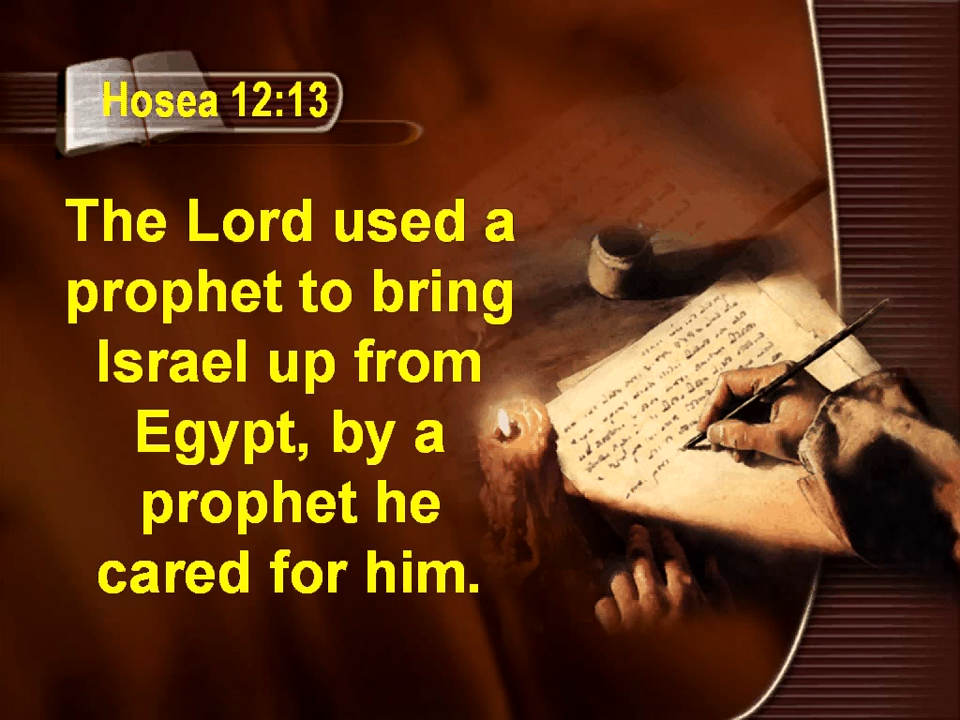 Hosea 12:13
The Lord used a
prophet to bring
Israel up from
Egypt, by a
prophet he
cared for him.